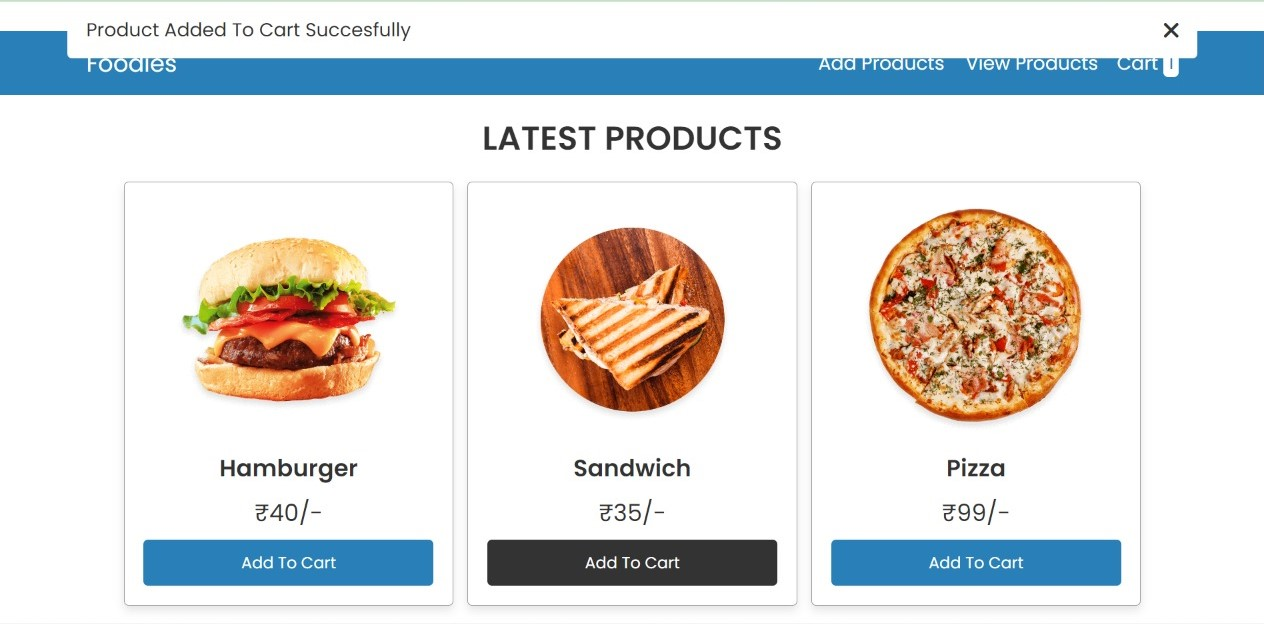 Product Added To Cart Succesfully
Foodies
Add Products View Products Cart 1
LATEST PRODUCTS
Hamburger
₹40/-
Add To Cart
Sandwich
₹35/-
Add To Cart
Pizza
₹99/-
Add To Cart